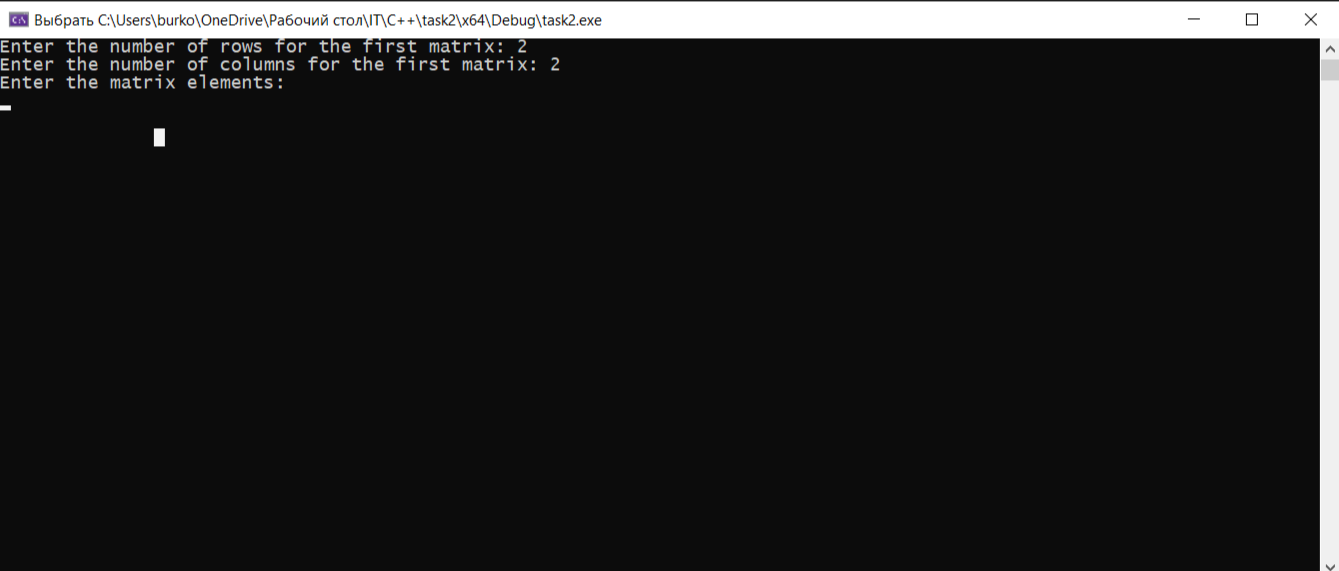 Выбрать C:\Users\burko\OneDrive\Рабочий стол\IT\C++\task2\x64\Debug\task2.exe
Enter the number of rows for the first matrix: 2
Enter the number of columns for the first matrix: 2
Enter the matrix elements: